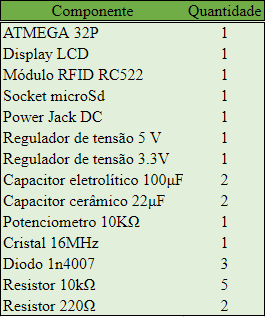 Componente Quantidade
ATMEGA 32P 1
Display LCD 1
Módulo RFID RC522 1
Socket microSd 1
Power Jack DC 1
Regulador de tensão 5 V 1
Regulador de tensão 3.3V 1
Capacitor eletrolítico 100μF 2
Capacitor cerâmico 22μF 2
Potenciometro 10KΩ 1
Cristal 16MHz 1
Diodo 1n4007 3
Resistor 10kΩ 5
Resistor 220Ω 2